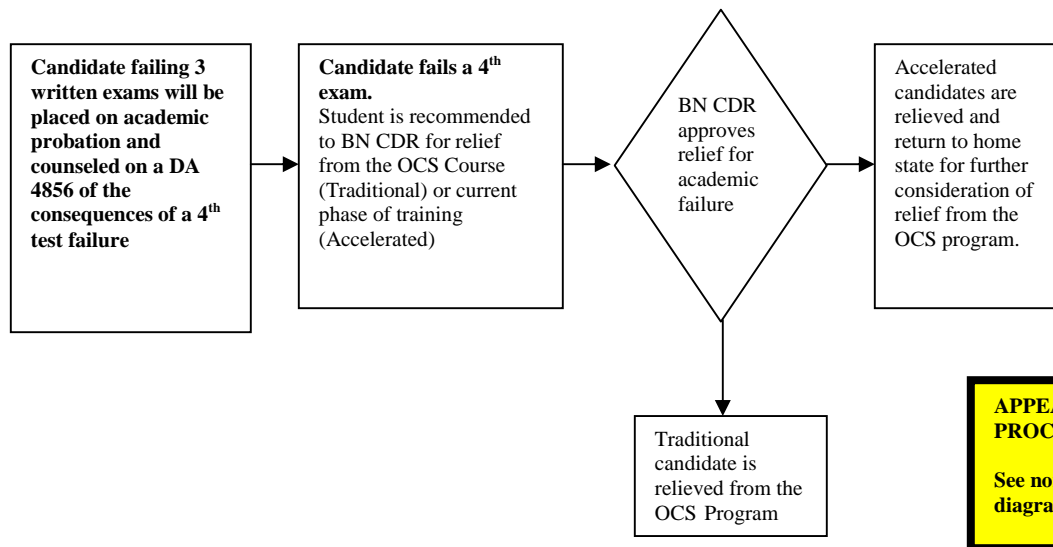 Candidate failing 3
written exams will be
placed on academic
probation and
counseled on a DA
4856 of the
consequences of a 4th
test failure
Candidate fails a 4th
exam.
Student is recommended
to BN CDR for relief
from the OCS Course
(Traditional) or current
phase of training
(Accelerated)
BN CDR
approves
relief for
academic
failure
Accelerated
candidates are
relieved and
return to home
state for further
consideration of
relief from the
OCS program.
Traditional
candidate is
relieved from the
OCS Program
See